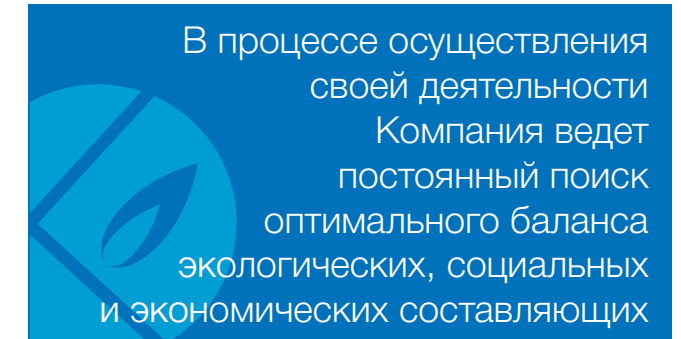 В процессе осуществления
своей деятельности
Компания ведет
постоянный поиск
оптимального баланса
экологических, социальных
и экономических составляющих